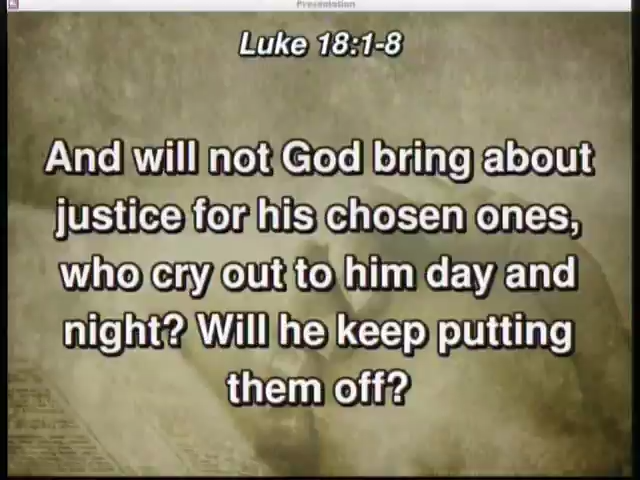 Presentation
Luke 18:1-8
And will not God bring about
justice for his chosen ones,
who cry out to him day and
night? Will he keep putting
them off?